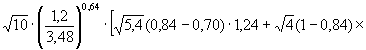 √10 · (1,2/3,48)^0,64 · [√5,4(0,84 – 0,70) · 1,24 + √4(1 – 0,84)×